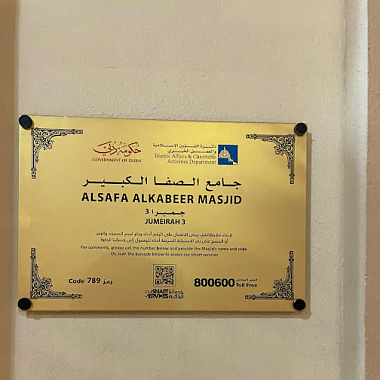 حكومة دبي
GOVERNMENT OF DUBAI
دائرة الشؤون الإسلامية
والعمل الخيري
Islamic Affairs & Charitable
Activities Department
جامع الصفا الكبير
ALSAFA ALKABEER MASJID
جميرا 3
JUMEIRAH 3
For comments, please call the number below and provide the Masjid's name and code
Or, scan the barcode below to access our smart services
Code 789 رمز
800600
Toll Free